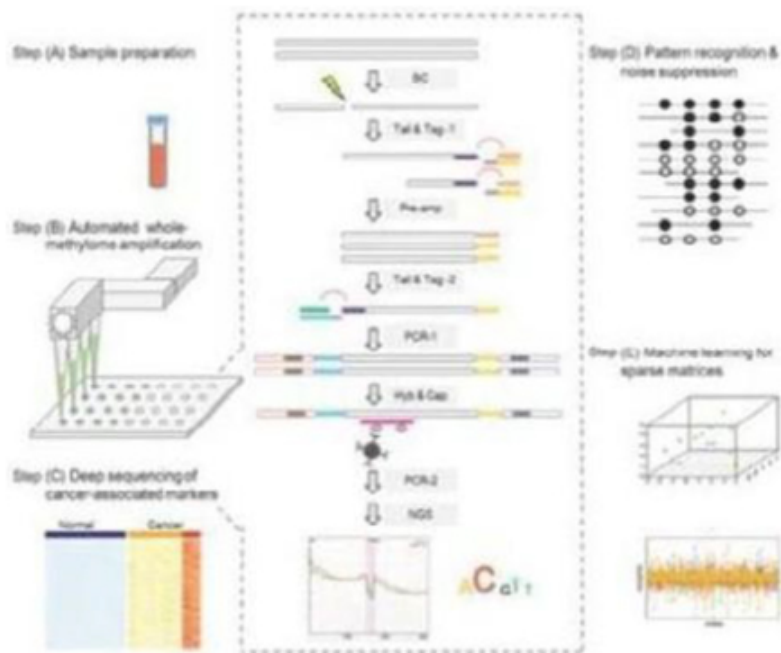 Step (A) Sample preparation
Step (B) Automated whole-
methylome amplification
Step (C) Deep sequencing of
cancer-associated markers
Normal Cancer
BC
Tail & Tag-1
Pre-amp
Tail & Tag-2
PCR-1
Hyb & Cap
PCR-2
NGS
ACGTT
Step (D) Pattern recognition &
noise suppression
Step (E) Machine learning for
sparse matrices